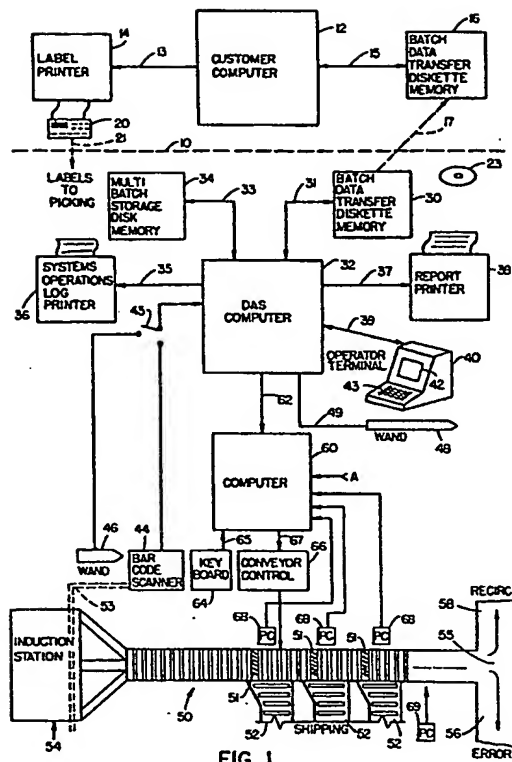 14
LABEL
PRINTER
13
12
CUSTOMER
COMPUTER
15
16
BATCH
DATA
TRANSFER
DISKETTE
MEMORY
20
21
10
17
LABELS
TO PICKING
23
34
MULTI
BATCH
STORAGE
DISK
MEMORY
33
31
BATCH
DATA
TRANSFER
DISKETTE
MEMORY
30
35
SYSTEMS
OPERATIONS
LOG
PRINTER
36
32
DAS
COMPUTER
37
REPORT
PRINTER
38
45
39
OPERATOR
TERMINAL
40
42
43
62
49
WAND
48
60
COMPUTER
A
46
WAND
44
BAR
CODE
SCANNER
65
67
66
KEY
BOARD
CONVEYOR
CONTROL
64
53
68
PC
68
PC
68
PC
58
RECIRC
INDUCTION
STATION
51
51
51
55
54
50
52
SHIPPING
52
52
PC
69
56
ERROR
FIG. 1